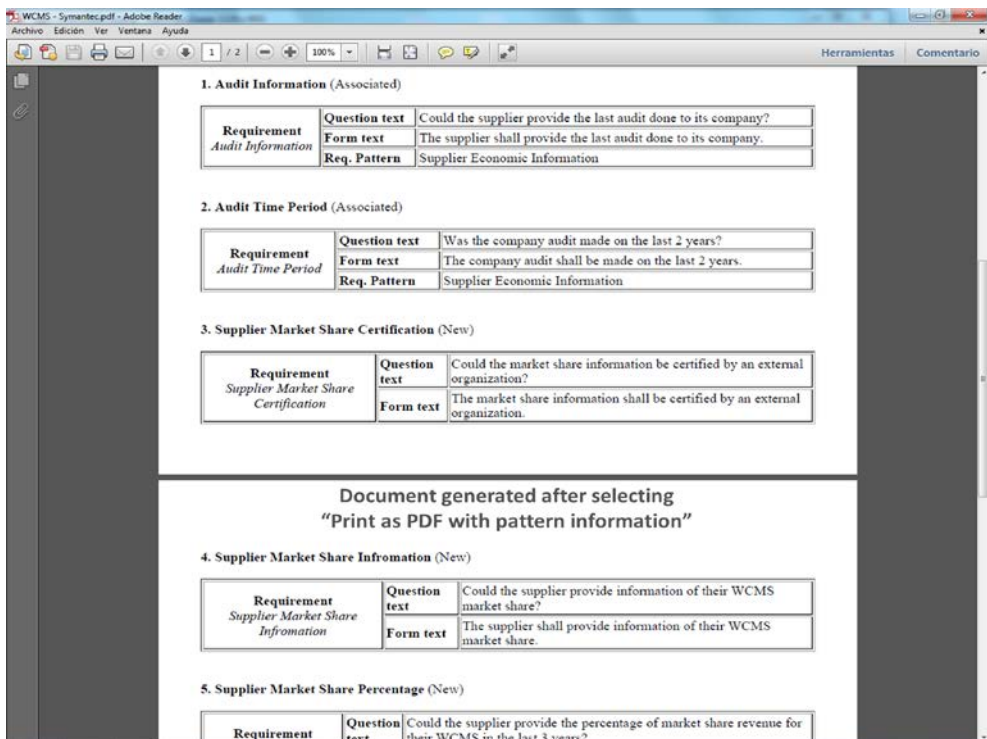 WCMS - Symantec.pdf - Adobe Reader
Archivo Edición Ver Ventana Ayuda
1 / 2 100% Herramientas Comentario
1. Audit Information (Associated)
Requirement
Audit Information
Question text Could the supplier provide the last audit done to its company?
Form text The supplier shall provide the last audit done to its company.
Req. Pattern Supplier Economic Information
2. Audit Time Period (Associated)
Requirement
Audit Time Period
Question text Was the company audit made on the last 2 years?
Form text The company audit shall be made on the last 2 years.
Req. Pattern Supplier Economic Information
3. Supplier Market Share Certification (New)
Requirement
Supplier Market Share
Certification
Question
text
Could the market share information be certified by an external
organization?
Form text
The market share information shall be certified by an external
organization.
Document generated after selecting
“Print as PDF with pattern information”
4. Supplier Market Share Infromation (New)
Requirement
Supplier Market Share
Infromation
Question
text
Could the supplier provide information of their WCMS
market share?
Form text
The supplier shall provide information of their WCMS
market share.
5. Supplier Market Share Percentage (New)
Requirement
Question
text
Could the supplier provide the percentage of market share revenue for
their WCMS in the last 3 years?